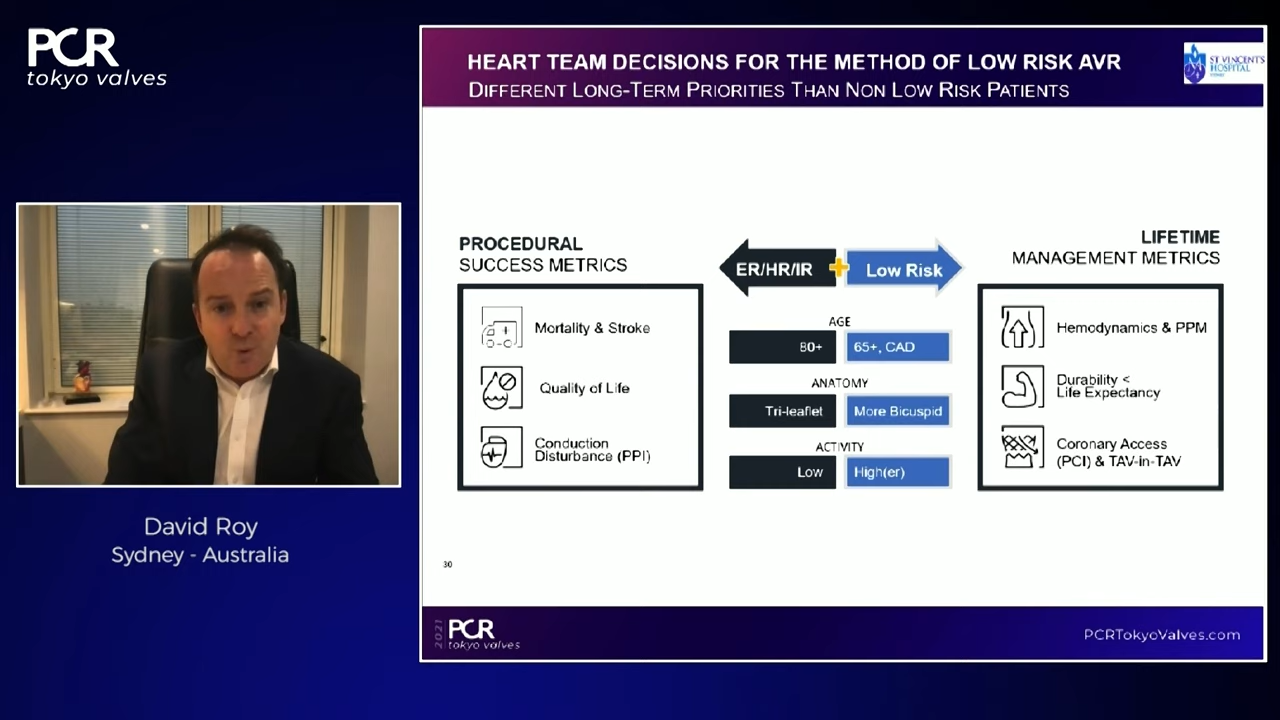 PCR
tokyo valves
HEART TEAM DECISIONS FOR THE METHOD OF LOW RISK AVR
DIFFERENT LONG-TERM PRIORITIES THAN NON LOW RISK PATIENTS
ST VINCENT'S
HOSPITAL
PROCEDURAL
SUCCESS METRICS
Mortality & Stroke
Quality of Life
Conduction
Disturbance (PPI)
ER/HR/IR
Low Risk
AGE
80+
65+, CAD
ANATOMY
Tri-leaflet
More Bicuspid
ACTIVITY
Low
High(er)
LIFETIME
MANAGEMENT METRICS
Hemodynamics & PPM
Durability <
Life Expectancy
Coronary Access
(PCI) & TAV-in-TAV
David Roy
Sydney - Australia
30
2021
PCR
tokyo valves
PCRTokyoValves.com